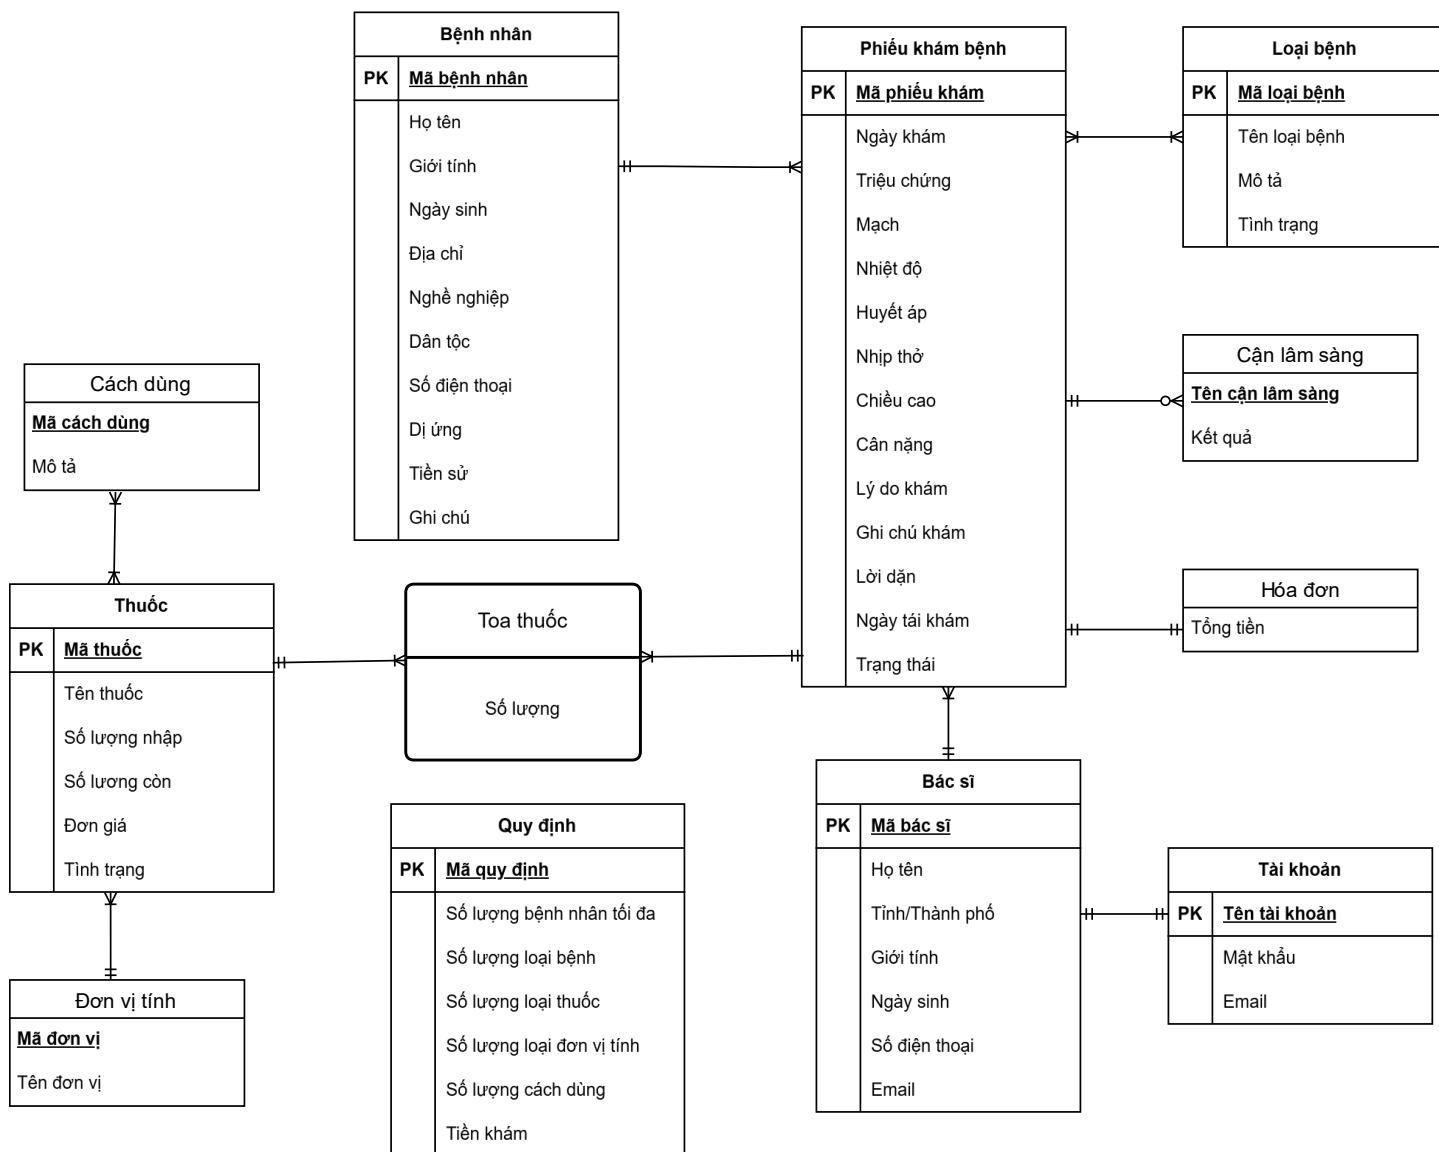 Bệnh nhân
PK Mã bệnh nhân
Họ tên
Giới tính
Ngày sinh
Địa chỉ
Nghề nghiệp
Dân tộc
Số điện thoại
Dị ứng
Tiền sử
Ghi chú
Phiếu khám bệnh
PK Mã phiếu khám
Ngày khám
Triệu chứng
Mạch
Nhiệt độ
Huyết áp
Nhịp thở
Chiều cao
Cân nặng
Lý do khám
Ghi chú khám
Lời dặn
Ngày tái khám
Trạng thái
Loại bệnh
PK Mã loại bệnh
Tên loại bệnh
Mô tả
Tình trạng
Cận lâm sàng
Tên cận lâm sàng
Kết quả
Hóa đơn
Tổng tiền
Cách dùng
Mã cách dùng
Mô tả
Thuốc
PK Mã thuốc
Tên thuốc
Số lượng nhập
Số lương còn
Đơn giá
Tình trạng
Toa thuốc
Số lượng
Đơn vị tính
Mã đơn vị
Tên đơn vị
Quy định
PK Mã quy định
Số lượng bệnh nhân tối đa
Số lượng loại bệnh
Số lượng loại thuốc
Số lượng loại đơn vị tính
Số lượng cách dùng
Tiền khám
Bác sĩ
PK Mã bác sĩ
Họ tên
Tỉnh/Thành phố
Giới tính
Ngày sinh
Số điện thoại
Email
Tài khoản
PK Tên tài khoản
Mật khẩu
Email